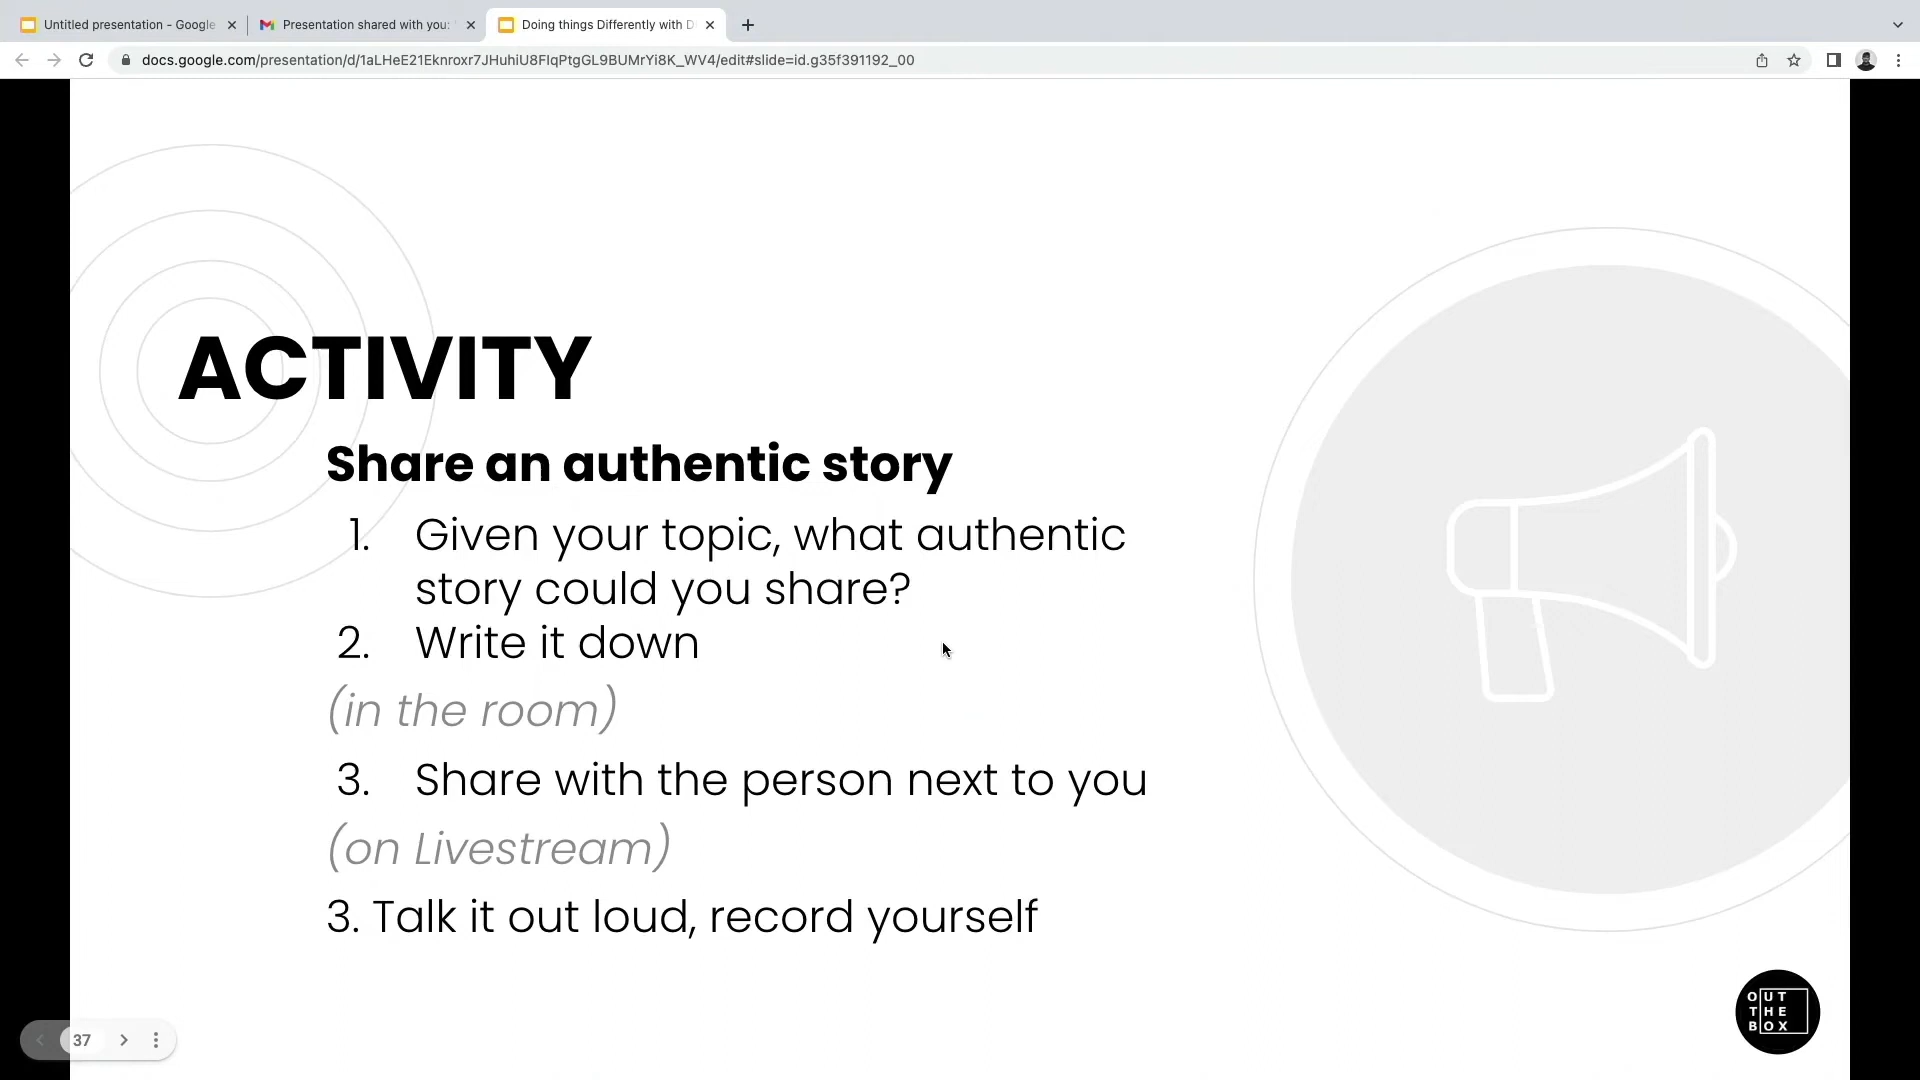 Untitled presentation - Google
Presentation shared with you:
Doing things Differently with D
docs.google.com/presentation/d/1aLHeE21Eknroxr7JHuhiU8FIqPtgGL9BUMrYi8K_WV4/edit#slide=id.g35f391192_00
ACTIVITY
Share an authentic story
1. Given your topic, what authentic
story could you share?
2. Write it down
(in the room)
3. Share with the person next to you
(on Livestream)
3. Talk it out loud, record yourself
37
OUT
THE
BOX